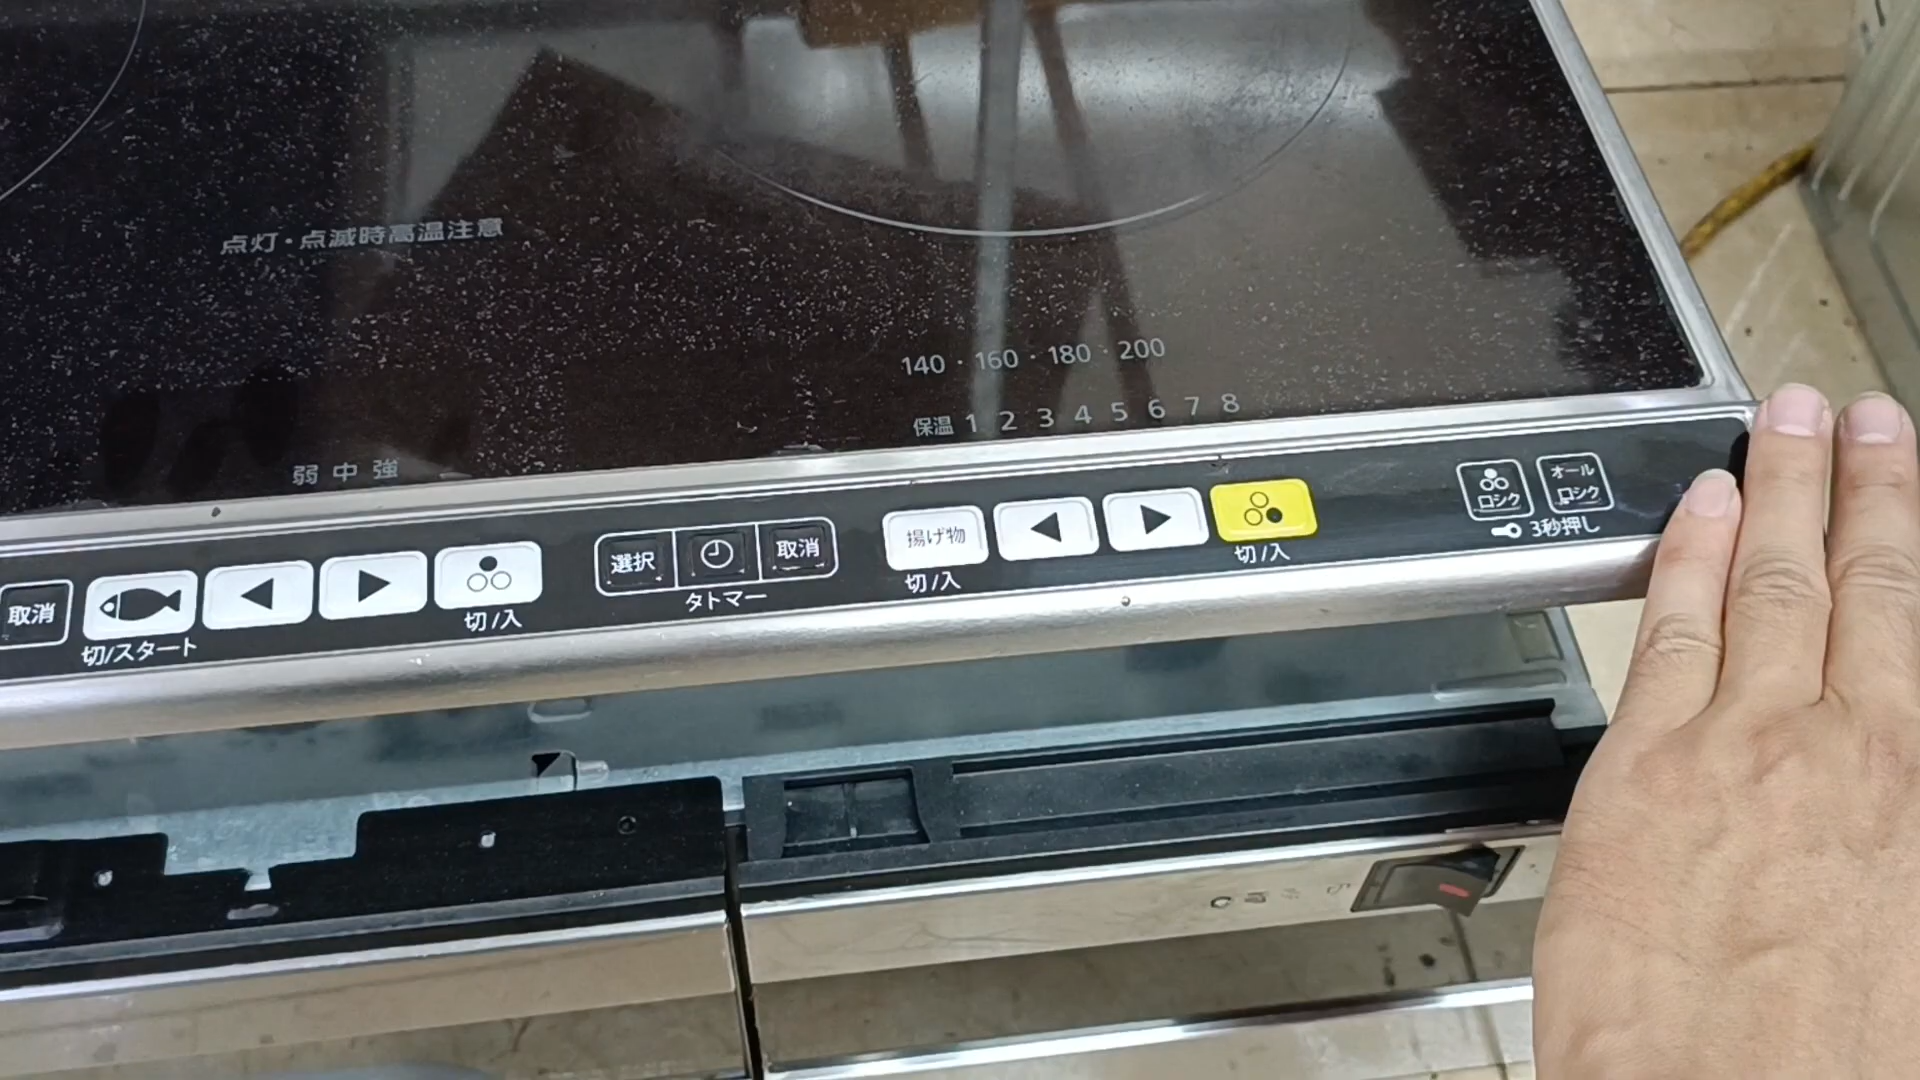 点灯・点滅時高温注意
140・160・180・200
保温 1 2 3 4 5 6 7 8
弱 中 強
取消
切/スタート
切/入
選択
取消
タトマー
揚げ物
切/入
切/入
ロシク
オール
ロシク
3秒押し